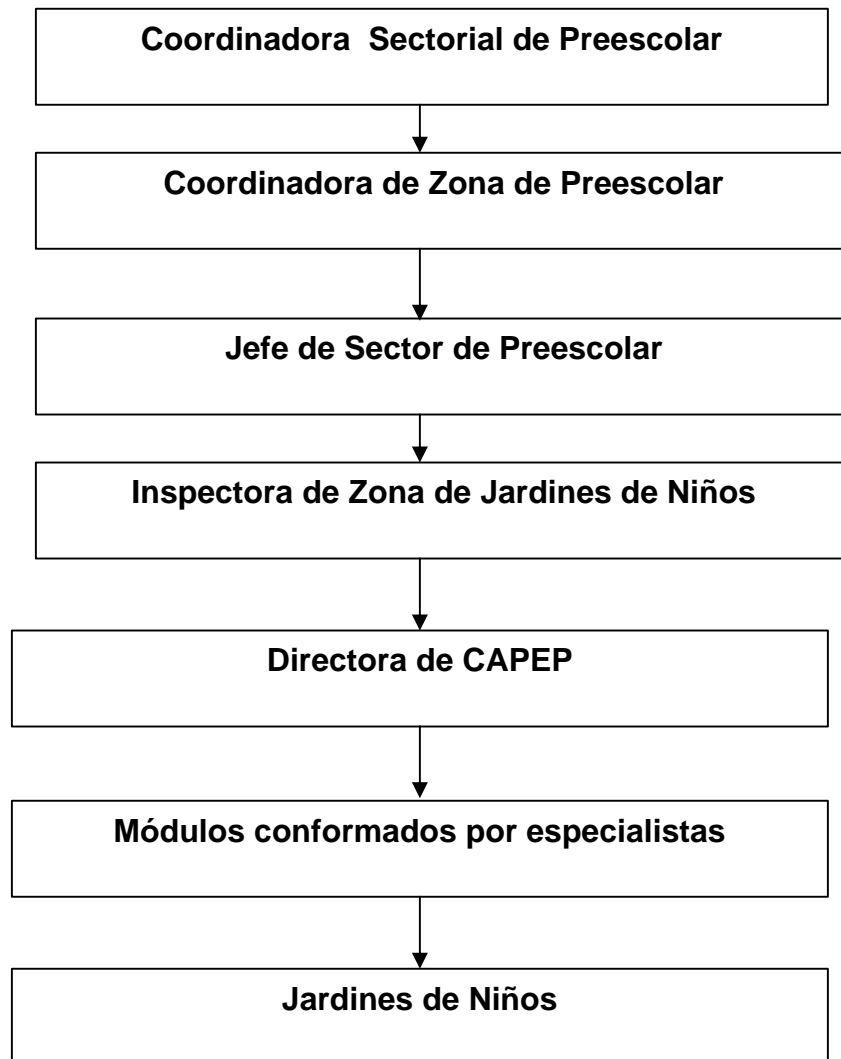 Coordinadora  Sectorial de Preescolar
Coordinadora de Zona de Preescolar
Jefe de Sector de Preescolar
Inspectora de Zona de Jardines de Niños
Directora de CAPEP
Módulos conformados por especialistas
Jardines de Niños